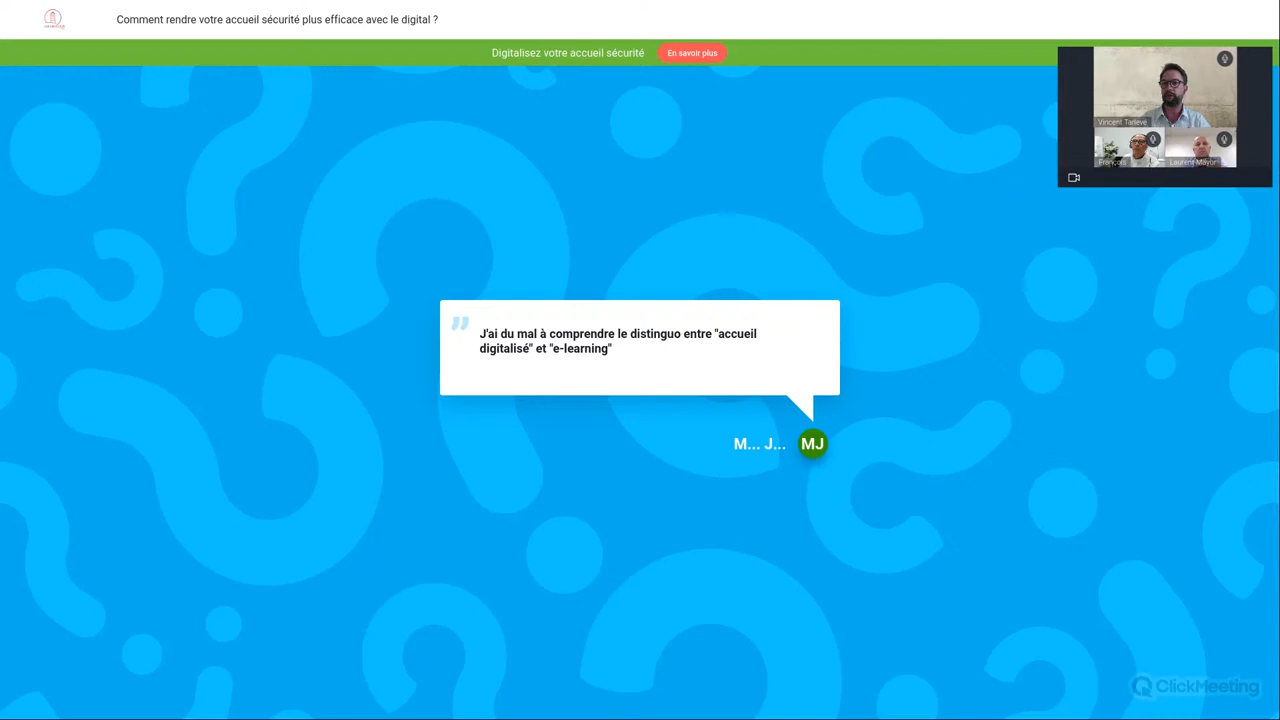 Comment rendre votre accueil sécurité plus efficace avec le digital ?
Digitalisez votre accueil sécurité
En savoir plus
Vincent Tarlevé
François
Laurent Mayor
J'ai du mal à comprendre le distinguo entre "accueil
digitalisé" et "e-learning"
M... J...
MJ
ClickMeeting